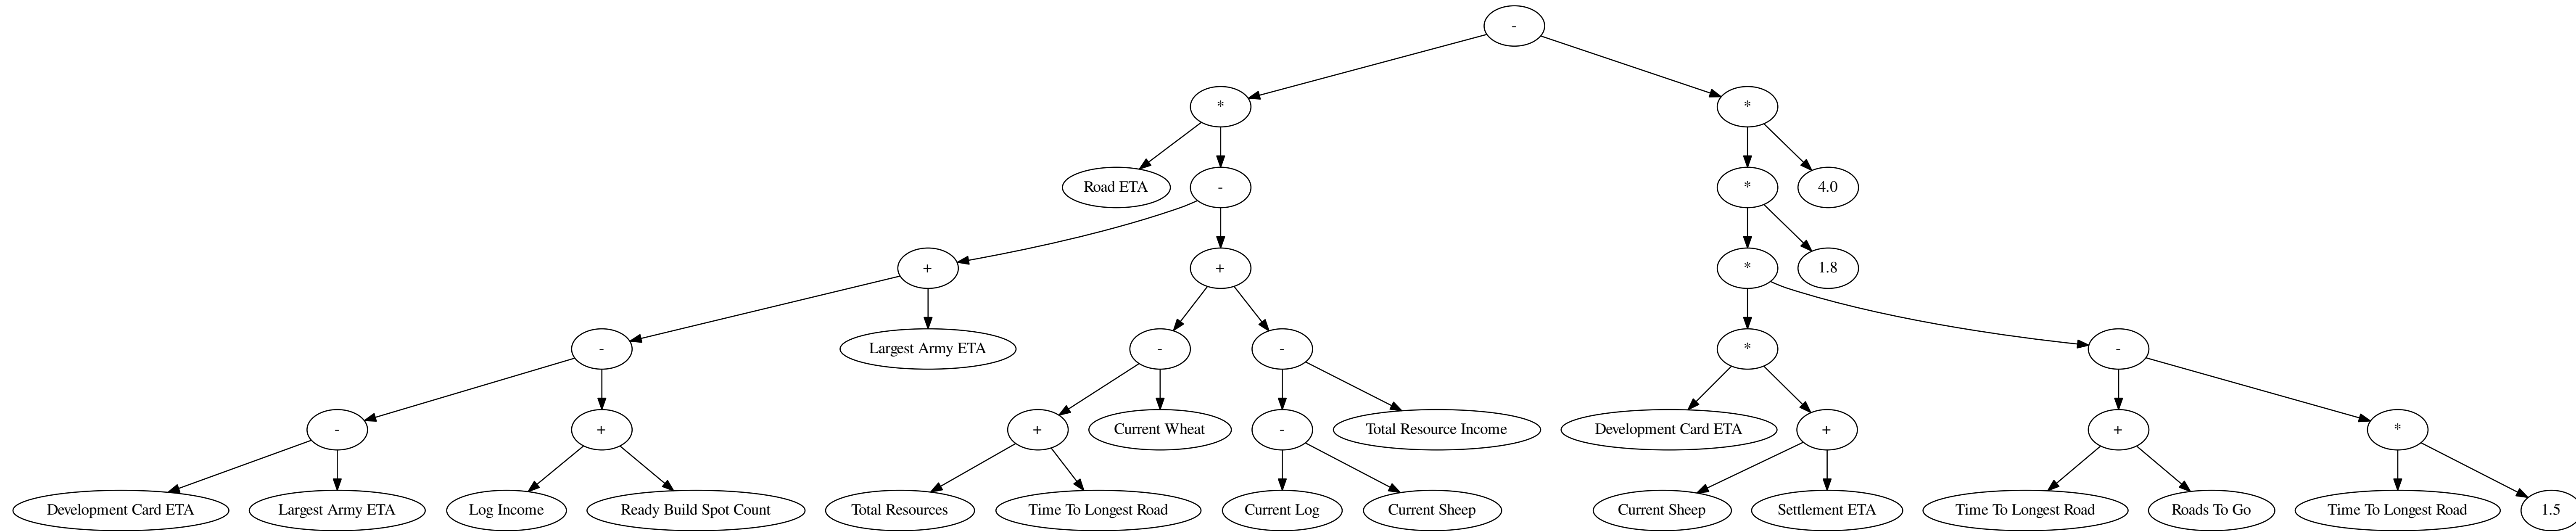 -
* *
Road ETA - * 4.0
+ + * 1.8
- Largest Army ETA - - * -
- + + Current Wheat - Total Resource Income Development Card ETA + + *
Development Card ETA Largest Army ETA Log Income Ready Build Spot Count Total Resources Time To Longest Road Current Log Current Sheep Current Sheep Settlement ETA Time To Longest Road Roads To Go Time To Longest Road 1.5